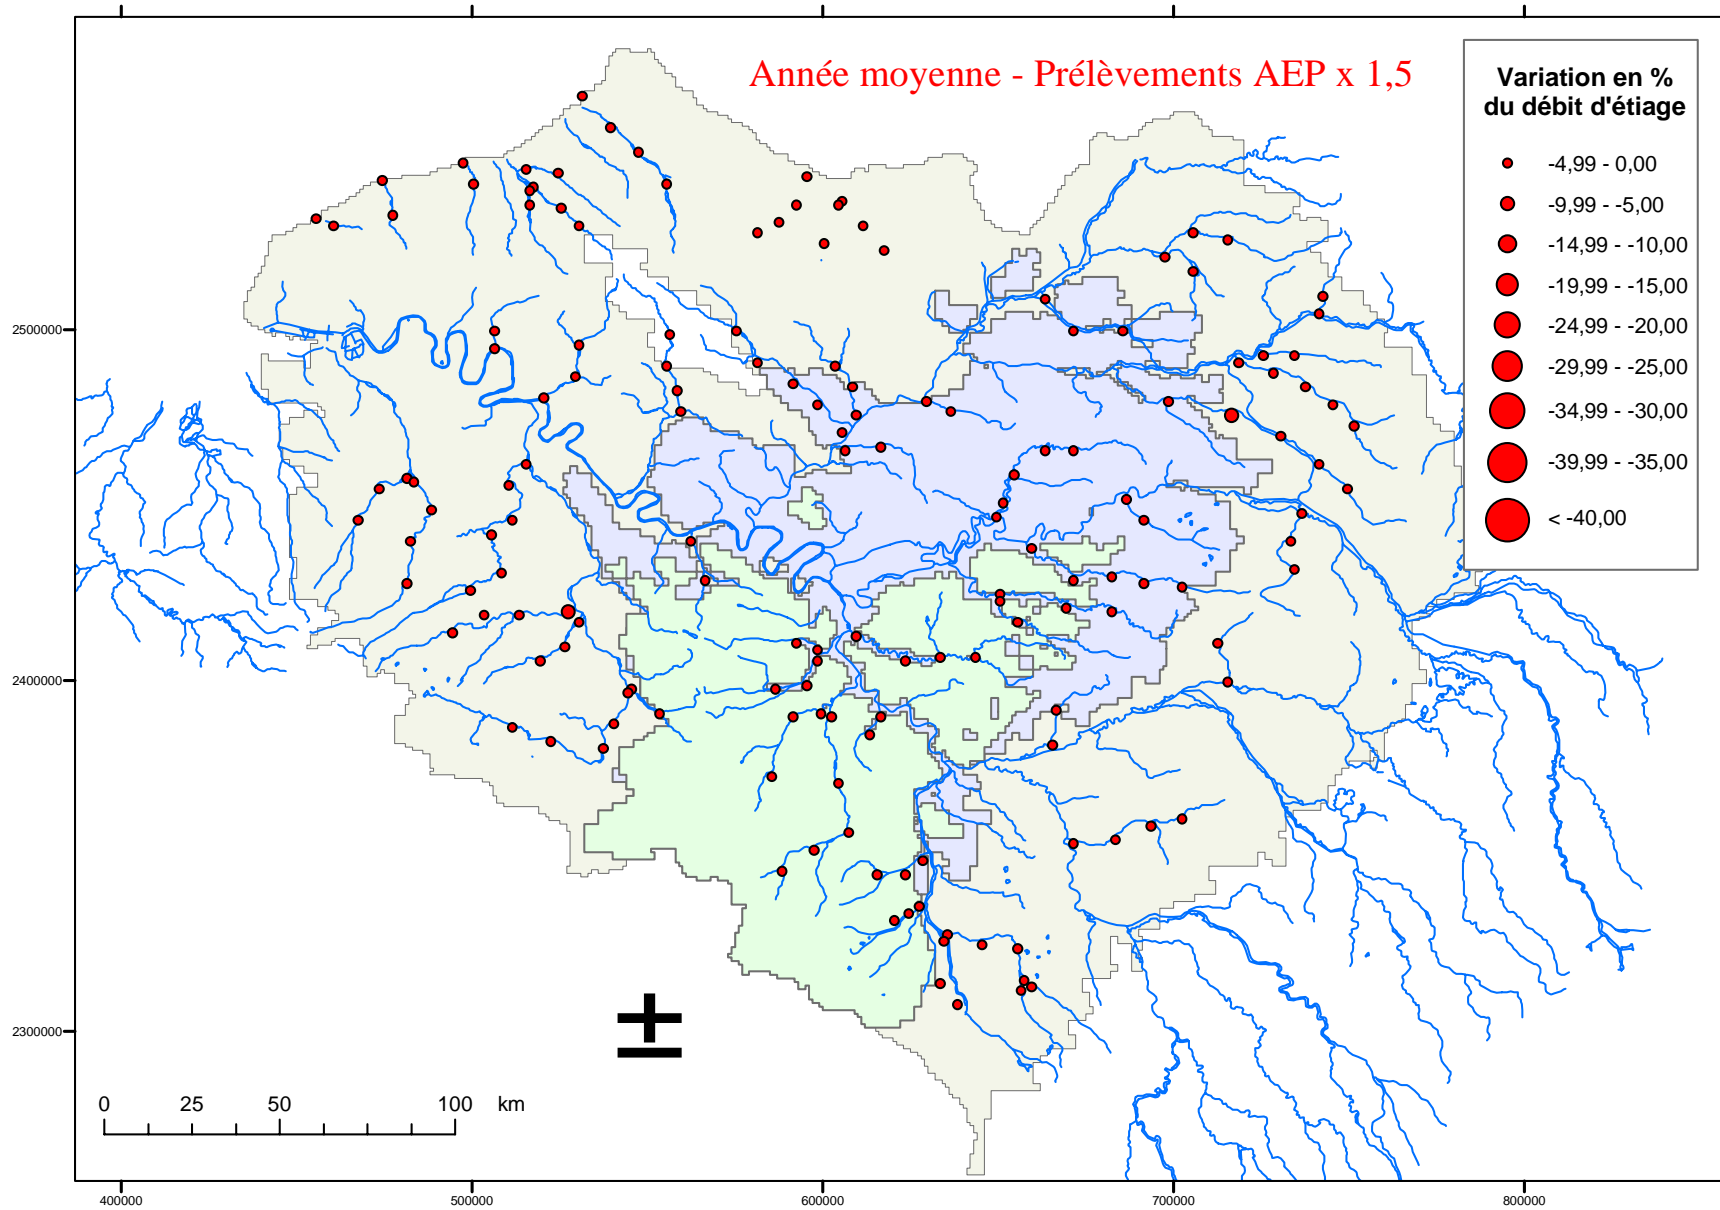 Année moyenne - Prélèvements AEP x 1,5
Variation en %
du débit d'étiage
-4,99 - 0,00
-9,99 - -5,00
-14,99 - -10,00
-19,99 - -15,00
-24,99 - -20,00
-29,99 - -25,00
-34,99 - -30,00
-39,99 - -35,00
< -40,00
2500000
2400000
2300000
0 25 50 100 km
400000 500000 600000 700000 800000